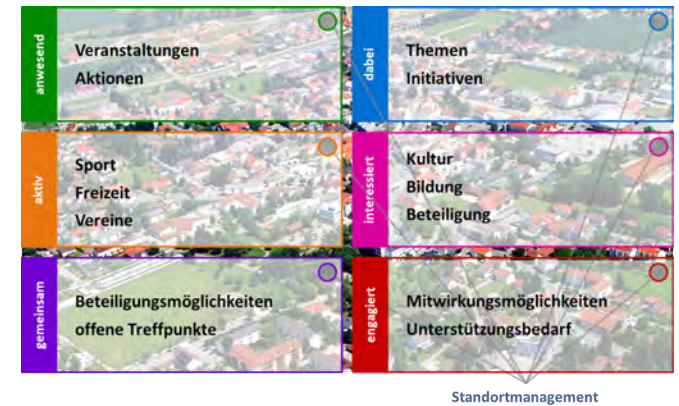 anwesend
Veranstaltungen
Aktionen
dabei
Themen
Initiativen
aktiv
Sport
Freizeit
Vereine
interessiert
Kultur
Bildung
Beteiligung
gemeinsam
Beteiligungsmöglichkeiten
offene Treffpunkte
engagiert
Mitwirkungsmöglichkeiten
Unterstützungsbedarf
Standortmanagement